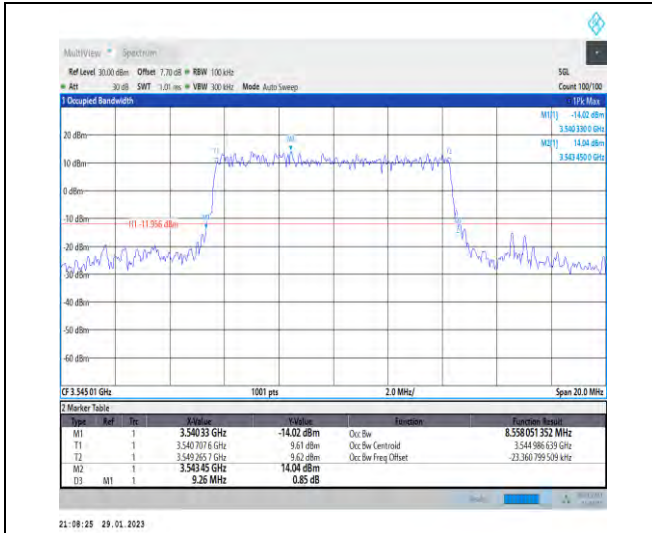 MultiView Spectrum
Ref Level 30.00 dBm Offset 7.70 dB RBW 100 kHz SGL
Att 30 dB SWT 1.01 ms VBW 300 kHz Mode Auto Sweep Count 100/100
1 Occupied Bandwidth 1Pk Max
M1[1] -14.02 dBm
3.540 330 0 GHz
M2[1] 14.04 dBm
3.543 450 0 GHz
20 dBm
10 dBm
0 dBm
-10 dBm
H1 -11.956 dBm
-20 dBm
-30 dBm
-40 dBm
-50 dBm
-60 dBm
T1
M2
T2
M1
CF 3.545 01 GHz 1001 pts 2.0 MHz/ Span 20.0 MHz
2 Marker Table
Type Ref Trc X-Value Y-Value Function Function Result
M1 1 3.54033 GHz -14.02 dBm Occ Bw 8.558 051 352 MHz
T1 1 3.540 707 6 GHz 9.61 dBm Occ Bw Centroid 3.544 986 639 GHz
T2 1 3.549 265 7 GHz 9.62 dBm Occ Bw Freq Offset -23.360 799 509 kHz
M2 1 3.54345 GHz 14.04 dBm
D3 M1 1 9.26 MHz 0.85 dB
21:08:25 29.01.2023